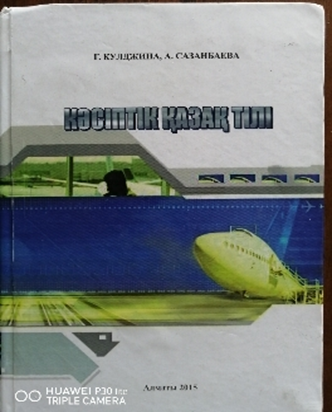 Г. КУЛДЖИНА, А. САЗАНБАЕВА
КӘСІПТІК ҚАЗАҚ ТІЛІ
Алматы 2015
HUAWEI P30 lite
TRIPLE CAMERA